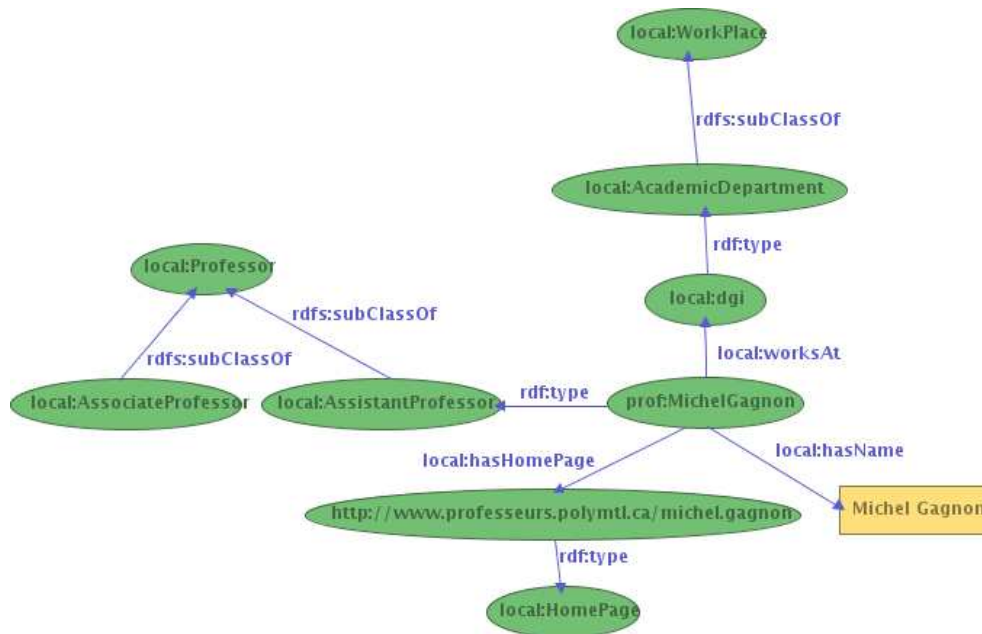 local:WorkPlace
rdfs:subClassOf
local:AcademicDepartment
rdf:type
local:Professor
local:dgi
rdfs:subClassOf
rdfs:subClassOf
local:worksAt
local:AssociateProfessor
local:AssistantProfessor
rdf:type
prof:MichelGagnon
local:hasHomePage
local:hasName
http://www.professeurs.polymtl.ca/michel.gagnon
Michel Gagnon
rdf:type
local:HomePage